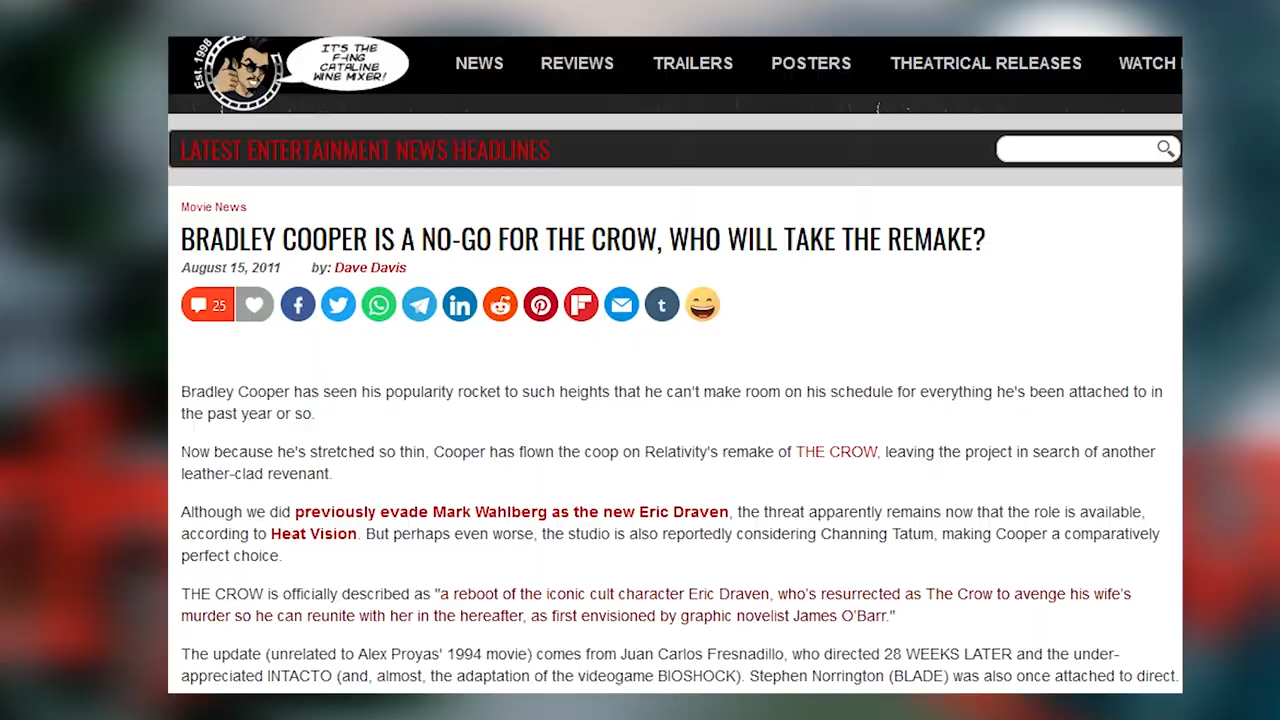 Est. 1998
IT'S THE
F-ING
CATALINE
WINE MIXER!
NEWS REVIEWS TRAILERS POSTERS THEATRICAL RELEASES WATCH
LATEST ENTERTAINMENT NEWS HEADLINES
Movie News
BRADLEY COOPER IS A NO-GO FOR THE CROW, WHO WILL TAKE THE REMAKE?
August 15, 2011 by: Dave Davis
25
Bradley Cooper has seen his popularity rocket to such heights that he can't make room on his schedule for everything he's been attached to in
the past year or so.
Now because he's stretched so thin, Cooper has flown the coop on Relativity's remake of THE CROW, leaving the project in search of another
leather-clad revenant.
Although we did previously evade Mark Wahlberg as the new Eric Draven, the threat apparently remains now that the role is available,
according to Heat Vision. But perhaps even worse, the studio is also reportedly considering Channing Tatum, making Cooper a comparatively
perfect choice.
THE CROW is officially described as "a reboot of the iconic cult character Eric Draven, who's resurrected as The Crow to avenge his wife's
murder so he can reunite with her in the hereafter, as first envisioned by graphic novelist James O'Barr."
The update (unrelated to Alex Proyas' 1994 movie) comes from Juan Carlos Fresnadillo, who directed 28 WEEKS LATER and the under-
appreciated INTACTO (and, almost, the adaptation of the videogame BIOSHOCK). Stephen Norrington (BLADE) was also once attached to direct.